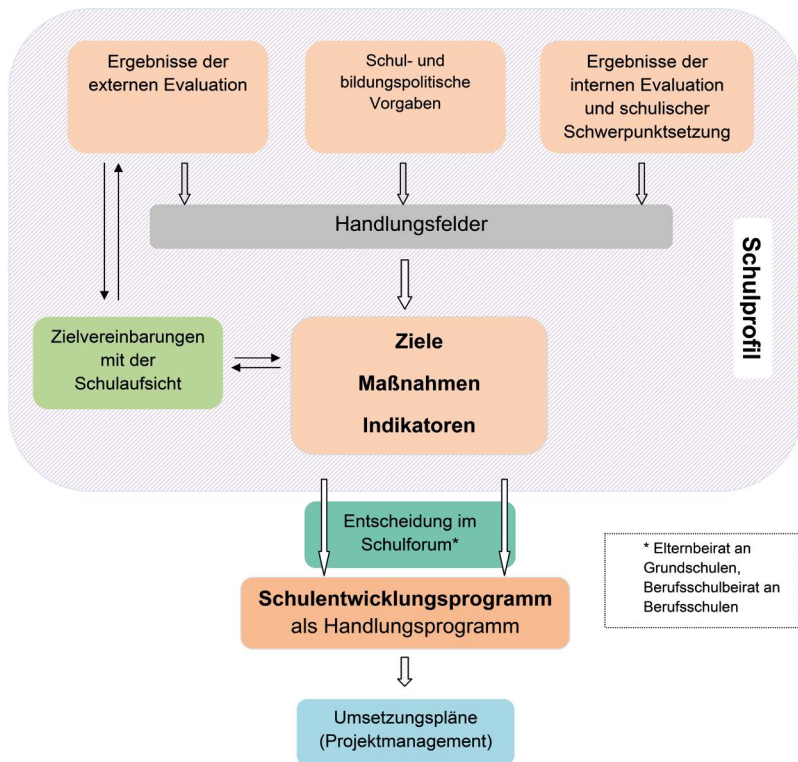 Ergebnisse der
externen Evaluation
Schul- und
bildungspolitische
Vorgaben
Ergebnisse der
internen Evaluation
und schulischer
Schwerpunktsetzung
Handlungsfelder
Schulprofil
Zielvereinbarungen
mit der
Schulaufsicht
Ziele
Maßnahmen
Indikatoren
Entscheidung im
Schulforum*
* Elternbeirat an
Grundschulen,
Berufsschulbeirat an
Berufsschulen
Schulentwicklungsprogramm
als Handlungsprogramm
Umsetzungspläne
(Projektmanagement)